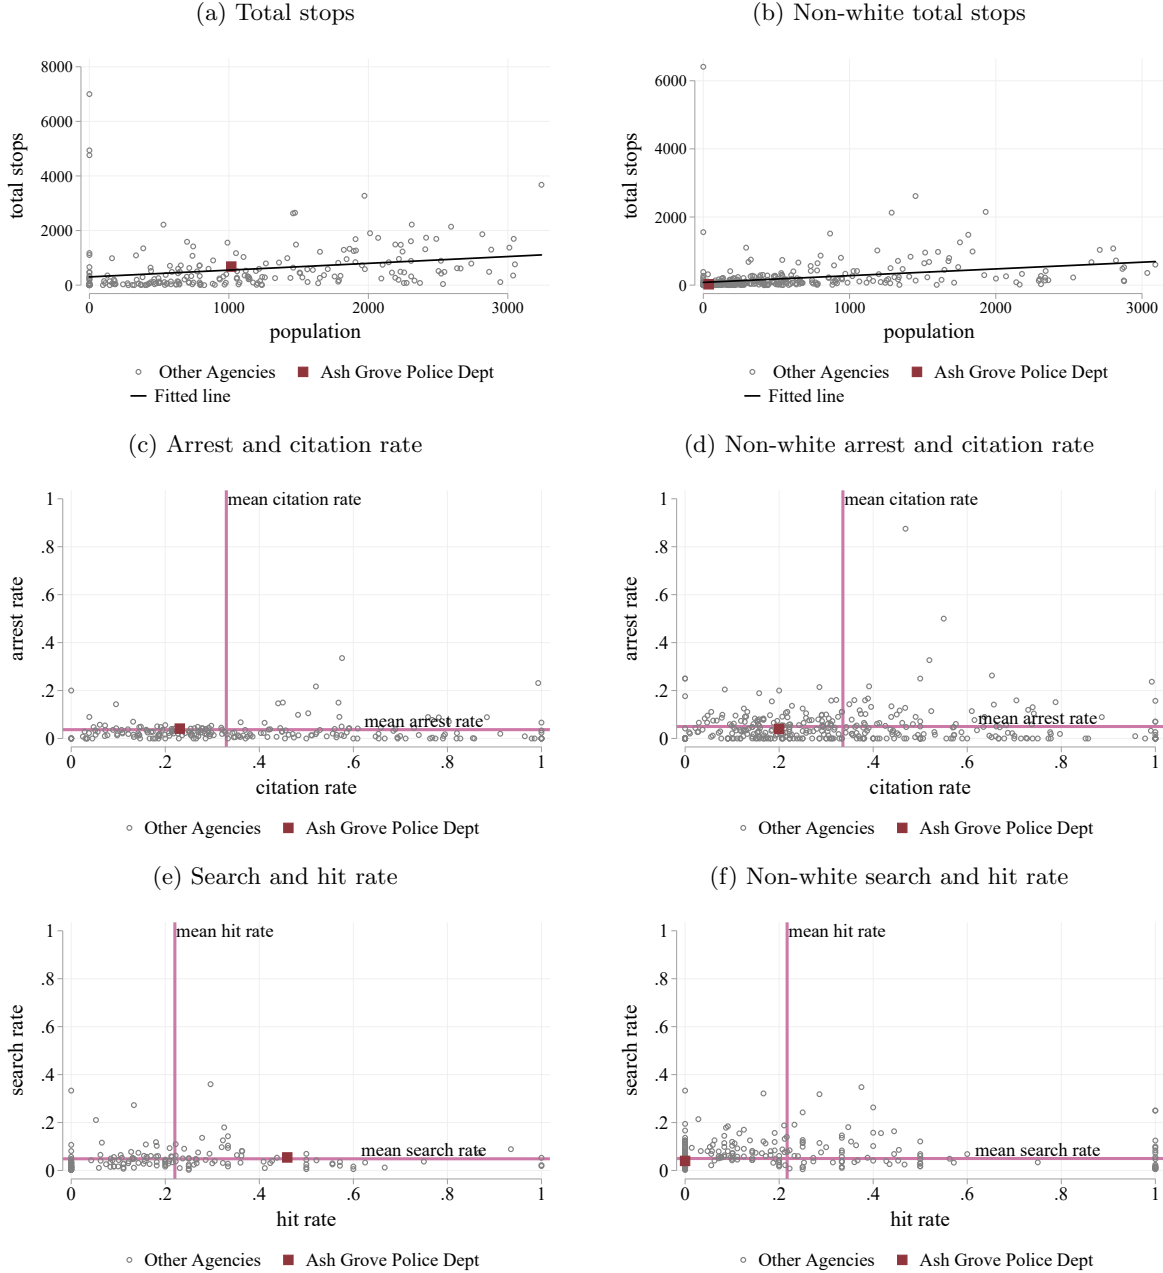 (a) Total stops
8000
6000
4000
2000
0
total stops
0 1000 2000 3000
population
Other Agencies Ash Grove Police Dept
Fitted line
(b) Non-white total stops
6000
4000
2000
0
total stops
0 1000 2000 3000
population
Other Agencies Ash Grove Police Dept
Fitted line
(c) Arrest and citation rate
mean citation rate
1
.8
.6
.4
.2
0
arrest rate
mean arrest rate
0 .2 .4 .6 .8 1
citation rate
Other Agencies Ash Grove Police Dept
(d) Non-white arrest and citation rate
mean citation rate
1
.8
.6
.4
.2
0
arrest rate
mean arrest rate
0 .2 .4 .6 .8 1
citation rate
Other Agencies Ash Grove Police Dept
(e) Search and hit rate
mean hit rate
1
.8
.6
.4
.2
0
search rate
mean search rate
0 .2 .4 .6 .8 1
hit rate
Other Agencies Ash Grove Police Dept
(f) Non-white search and hit rate
mean hit rate
1
.8
.6
.4
.2
0
search rate
mean search rate
0 .2 .4 .6 .8 1
hit rate
Other Agencies Ash Grove Police Dept